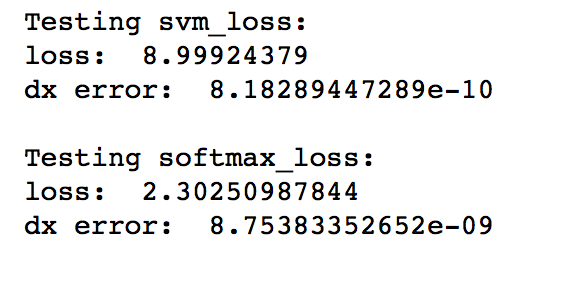 Testing svm_loss:
loss:  8.99924379
dx error:  8.18289447289e-10
Testing softmax_loss:
loss:  2.30250987844
dx error:  8.75383352652e-09